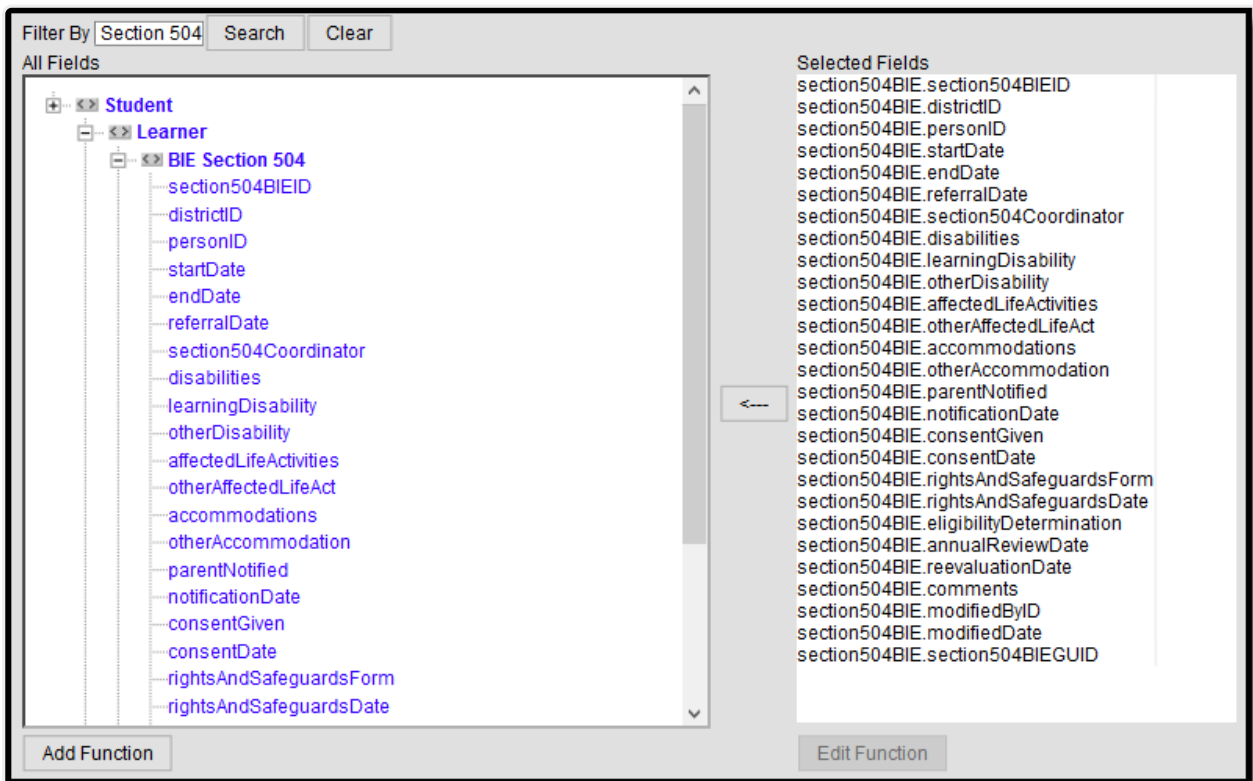 Filter By Section 504 Search Clear
All Fields
Student
Learner
BIE Section 504
section504BIEID
districtID
personID
startDate
endDate
referralDate
section504Coordinator
disabilities
learningDisability
otherDisability
affectedLifeActivities
otherAffectedLifeAct
accommodations
otherAccommodation
parentNotified
notificationDate
consentGiven
consentDate
rightsAndSafeguardsForm
rightsAndSafeguardsDate
Add Function
<---
Selected Fields
section504BIE.section504BIEID
section504BIE.districtID
section504BIE.personID
section504BIE.startDate
section504BIE.endDate
section504BIE.referralDate
section504BIE.section504Coordinator
section504BIE.disabilities
section504BIE.learningDisability
section504BIE.otherDisability
section504BIE.affectedLifeActivities
section504BIE.otherAffectedLifeAct
section504BIE.accommodations
section504BIE.otherAccommodation
section504BIE.parentNotified
section504BIE.notificationDate
section504BIE.consentGiven
section504BIE.consentDate
section504BIE.rightsAndSafeguardsForm
section504BIE.rightsAndSafeguardsDate
section504BIE.eligibilityDetermination
section504BIE.annualReviewDate
section504BIE.reevaluationDate
section504BIE.comments
section504BIE.modifiedByID
section504BIE.modifiedDate
section504BIE.section504BIEGUID
Edit Function